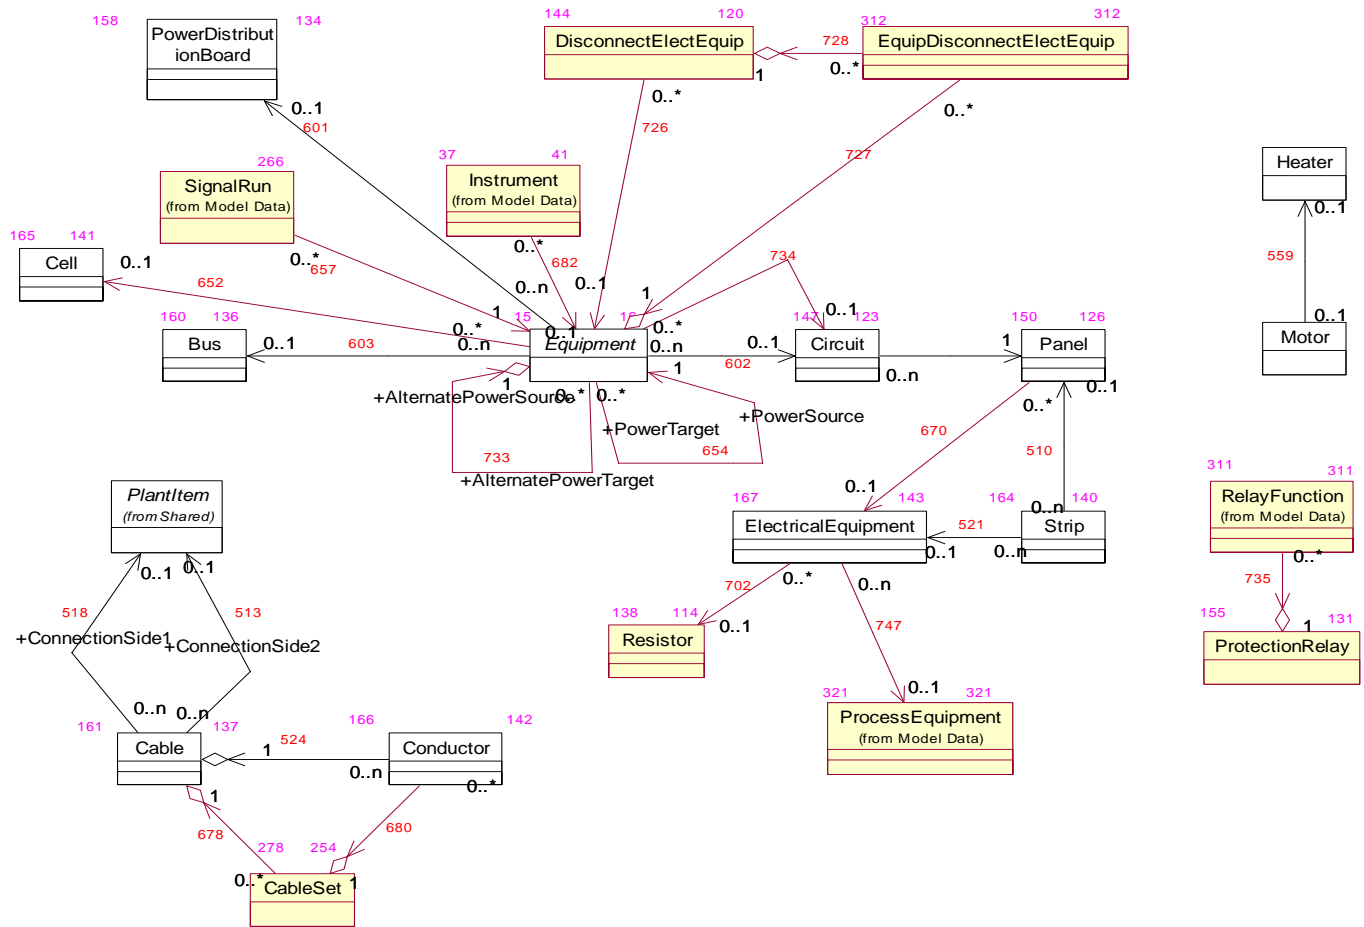 158
134
PowerDistribut
ionBoard
144
120
DisconnectElectEquip
312
312
EquipDisconnectElectEquip
728
1
0..*
0..*
0..*
0..1
601
726
727
266
SignalRun
(from Model Data)
37
41
Instrument
(from Model Data)
Heater
0..1
559
0..1
Motor
165
141
Cell
0..1
652
0..*
657
0..*
682
0..n
0..1
734
1
0..1
160
136
Bus
0..1
603
0..*
0..n
1
15
16
0..1
Equipment
0..*
0..n
602
0..1
147
123
Circuit
0..n
1
150
126
Panel
0..1
0..*
1
+AlternatePowerSource
0..*
0..*
1
+PowerTarget
+PowerSource
733
654
+AlternatePowerTarget
670
510
0..1
0..n
PlantItem
(from Shared)
0..1
0..1
518
513
+ConnectionSide1
+ConnectionSide2
0..n
0..n
167
143
ElectricalEquipment
0..1
521
164
140
Strip
0..n
0..*
0..n
702
747
138
114
Resistor
0..1
0..1
321
321
ProcessEquipment
(from Model Data)
311
311
RelayFunction
(from Model Data)
0..*
735
155
131
1
ProtectionRelay
161
137
Cable
1
524
166
142
Conductor
0..n
0..*
1
678
680
278
254
0..*
1
CableSet